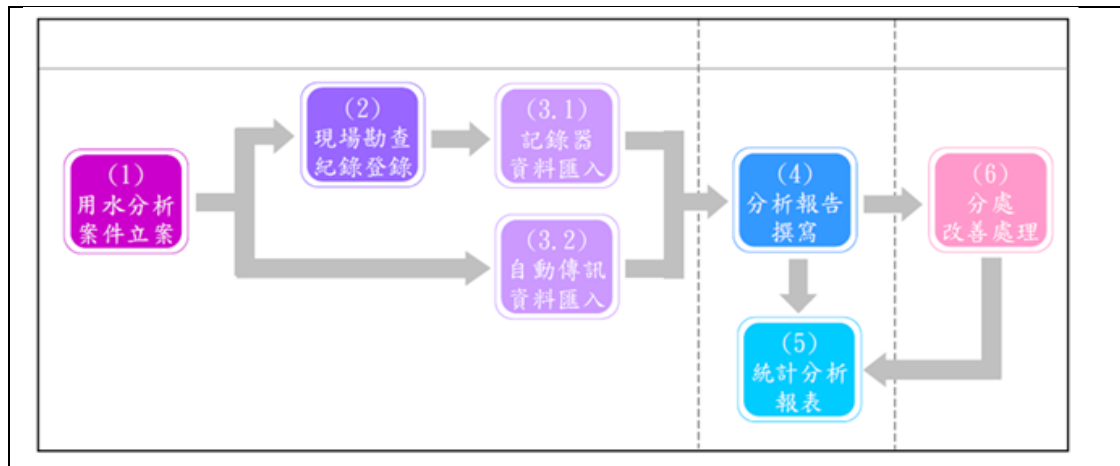 (1)
用水分析
案件立案
(2)
現場勘查
紀錄登錄
(3.1)
記錄器
資料匯入
(3.2)
自動傳訊
資料匯入
(4)
分析報告
撰寫
(5)
統計分析
報表
(6)
分處
改善處理